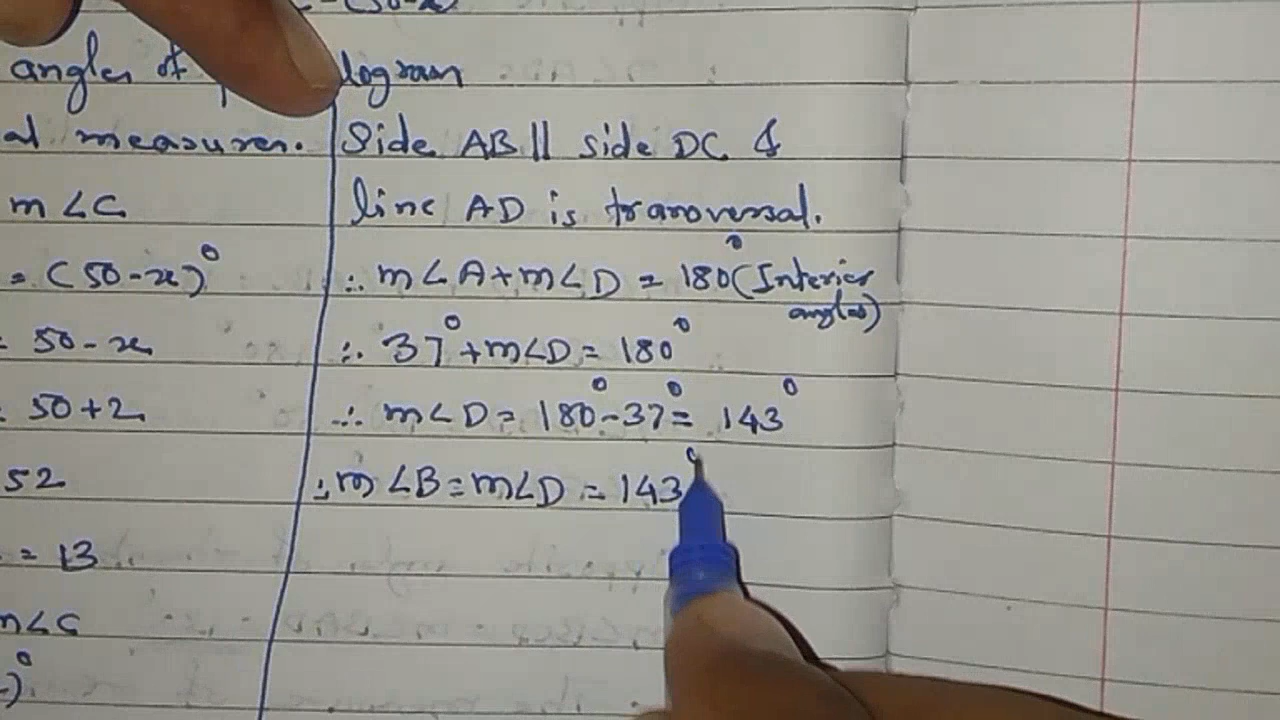 angles of logram
al measures.
m∠C
= (50-x)°
= 50-x
= 50+2
52
= 13
m∠C
)°
Side AB || side DC &
line AD is transversal.
∴ m∠A+m∠D = 180° (Interior
angles)
∴ 37°+m∠D = 180°
∴ m∠D = 180°-37° = 143°
∴ m∠B = m∠D = 143°